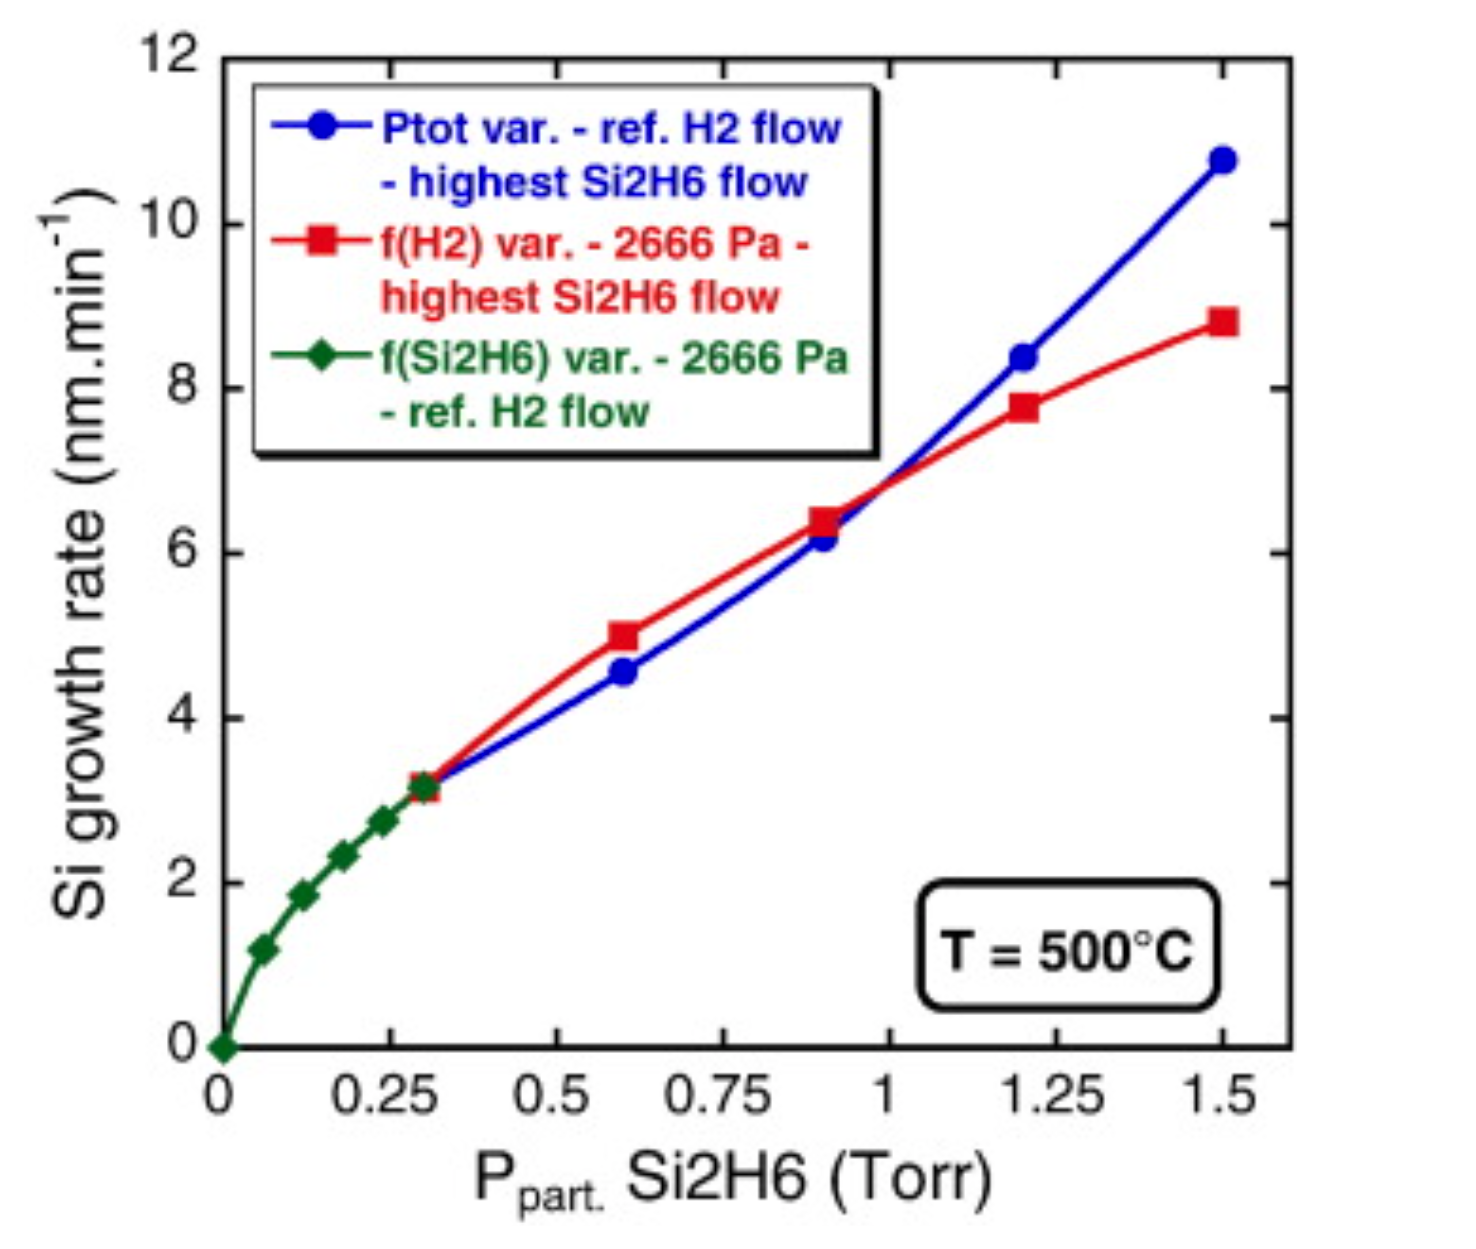 12
10
8
6
4
2
0
Si growth rate (nm.min⁻¹)
Ptot var. - ref. H2 flow
- highest Si2H6 flow
f(H2) var. - 2666 Pa -
highest Si2H6 flow
f(Si2H6) var. - 2666 Pa
- ref. H2 flow
T = 500°C
0 0.25 0.5 0.75 1 1.25 1.5
Ppart. Si2H6 (Torr)